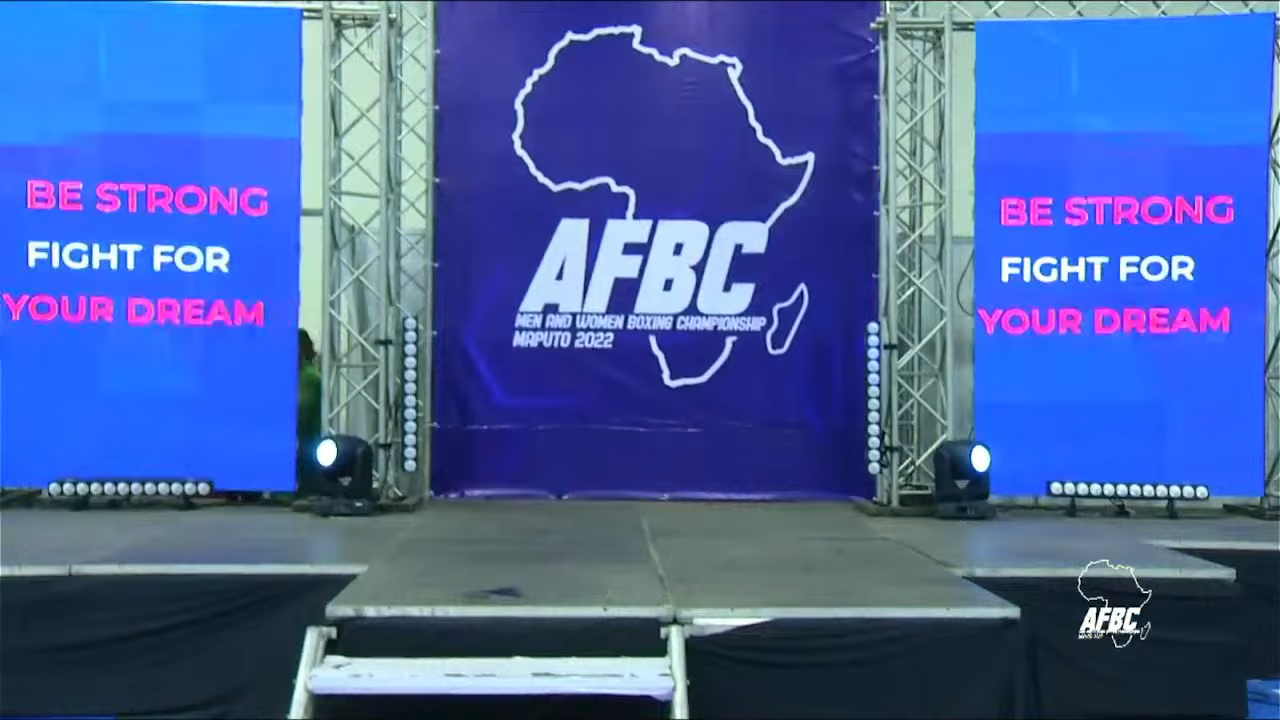 BE STRONG
FIGHT FOR
YOUR DREAM
AFBC
MEN AND WOMEN BOXING CHAMPIONSHIP
MAPUTO 2022
BE STRONG
FIGHT FOR
YOUR DREAM
AFBC